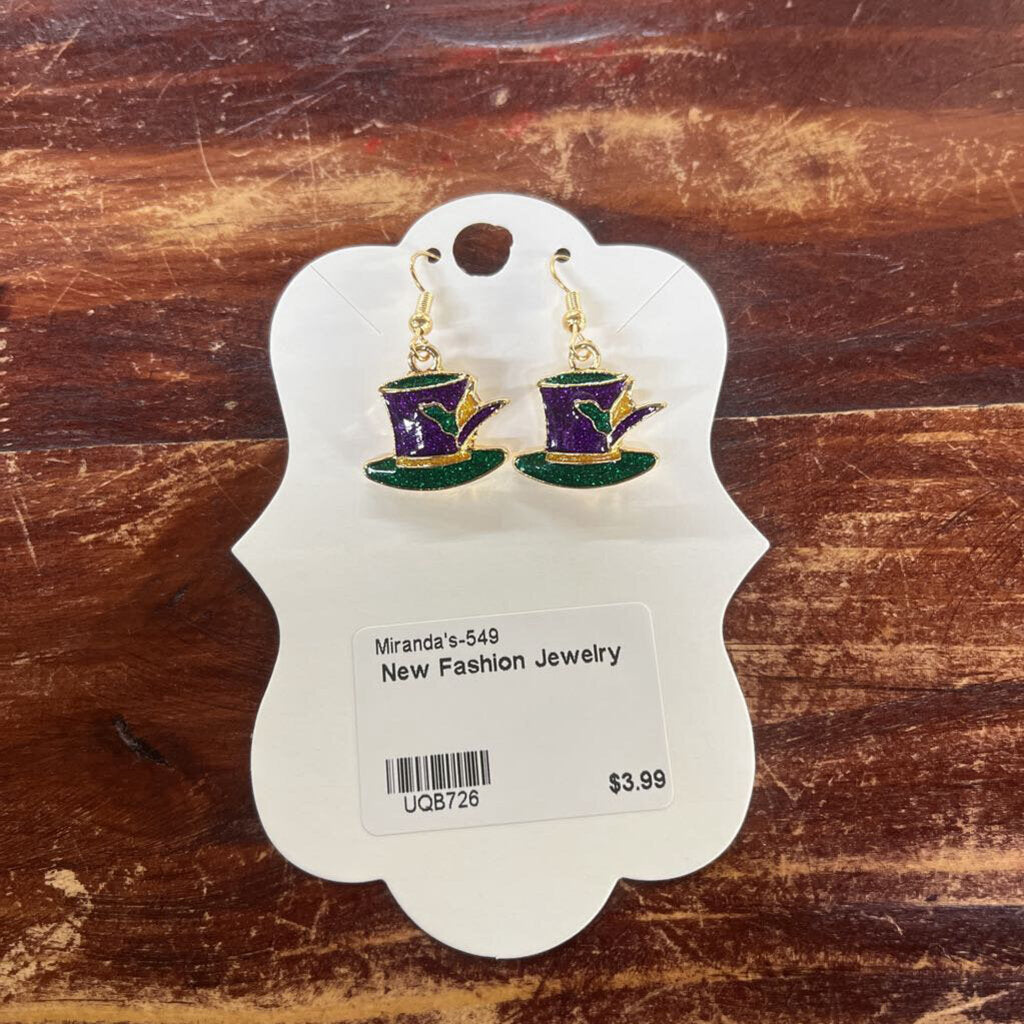 Miranda's-549
New Fashion Jewelry
UQB726
$3.99